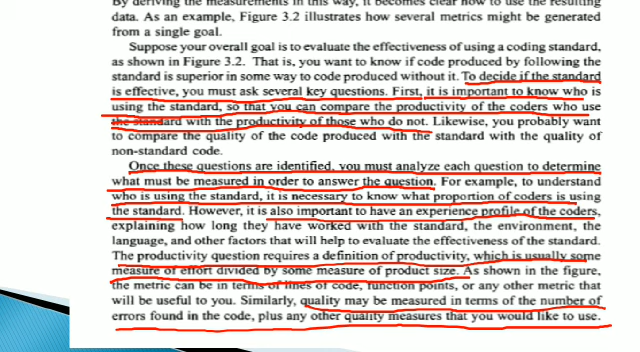 By deriving the measurements in this way, it becomes clear how to use the resulting
data. As an example, Figure 3.2 illustrates how several metrics might be generated
from a single goal.
Suppose your overall goal is to evaluate the effectiveness of using a coding standard,
as shown in Figure 3.2. That is, you want to know if code produced by following the
standard is superior in some way to code produced without it. To decide if the standard
is effective, you must ask several key questions. First, it is important to know who is
using the standard, so that you can compare the productivity of the coders who use
the standard with the productivity of those who do not. Likewise, you probably want
to compare the quality of the code produced with the standard with the quality of
non-standard code.
Once these questions are identified, you must analyze each question to determine
what must be measured in order to answer the question. For example, to understand
who is using the standard, it is necessary to know what proportion of coders is using
the standard. However, it is also important to have an experience profile of the coders,
explaining how long they have worked with the standard, the environment, the
language, and other factors that will help to evaluate the effectiveness of the standard.
The productivity question requires a definition of productivity, which is usually some
measure of effort divided by some measure of product size. As shown in the figure,
the metric can be in terms of lines of code, function points, or any other metric that
will be useful to you. Similarly, quality may be measured in terms of the number of
errors found in the code, plus any other quality measures that you would like to use.